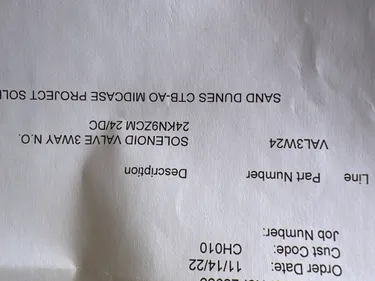 Order Date: 11/14/22
Cust Code: CH010
Job Number:
Line Part Number Description
VAL3W24 SOLENOID VALVE 3WAY N.O.
24KN9ZCM 24/DC
SAND DUNES CTB-AO MIDCASE PROJECT